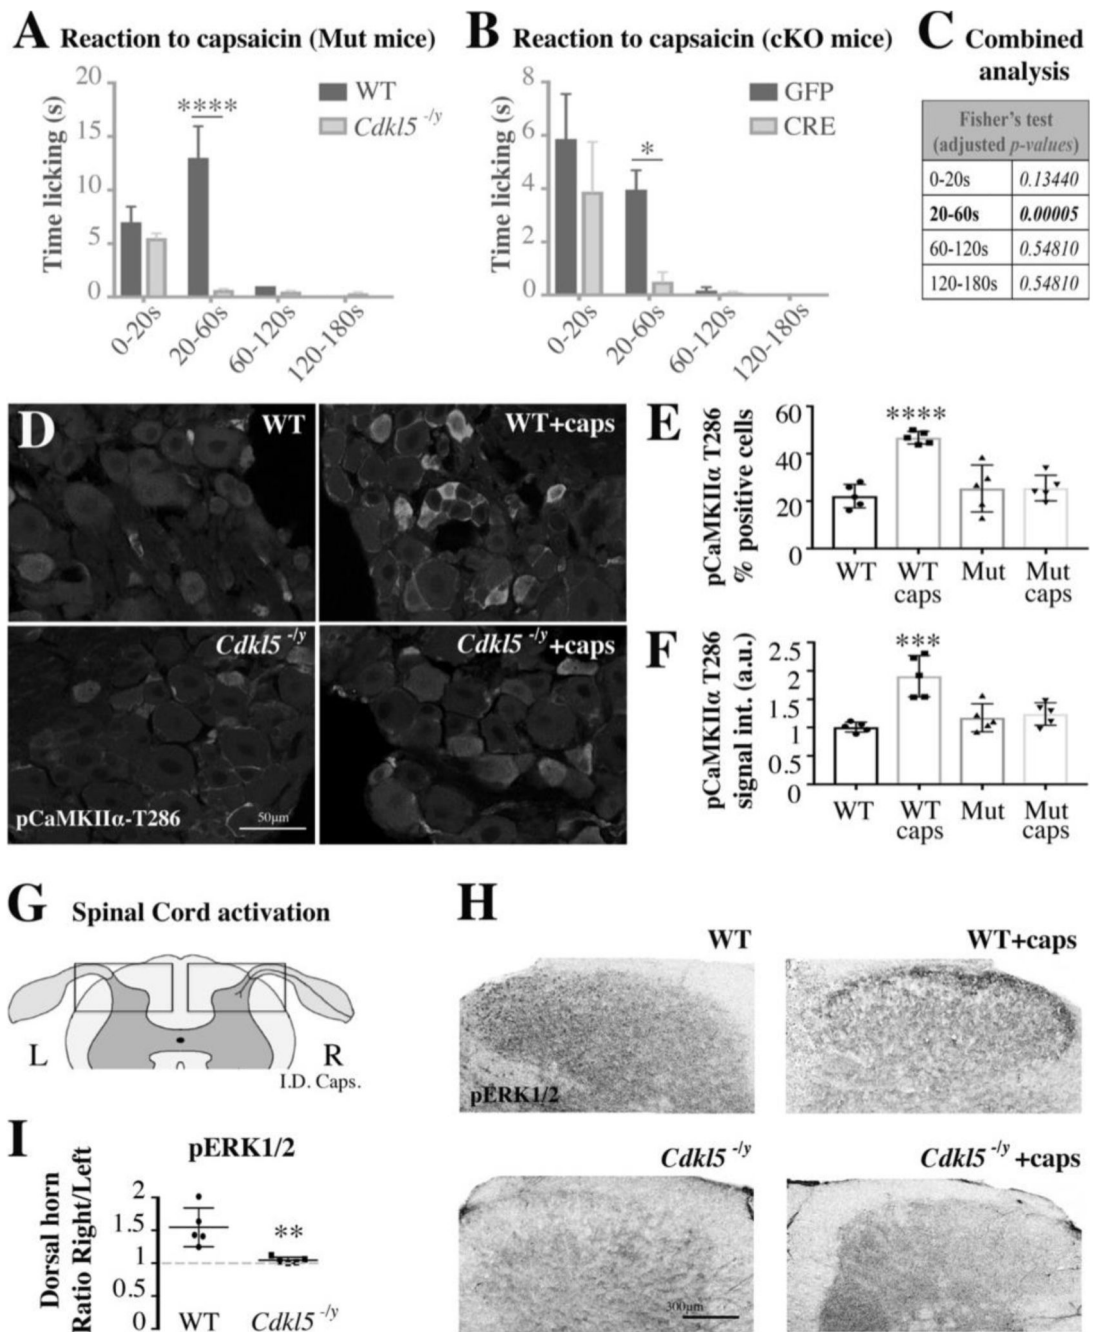 A Reaction to capsaicin (Mut mice)
Time licking (s)
20
15
10
5
0
****
WT
Cdkl5 -/y
0-20s
20-60s
60-120s
120-180s
B Reaction to capsaicin (cKO mice)
Time licking (s)
8
6
4
2
0
*
GFP
CRE
0-20s
20-60s
60-120s
120-180s
C Combined
analysis
Fisher's test
(adjusted p-values)
0-20s 0.13440
20-60s 0.00005
60-120s 0.54810
120-180s 0.54810
D
WT
WT+caps
Cdkl5 -/y
Cdkl5 -/y+caps
pCaMKIIα-T286
50µm
E
pCaMKIIα T286
% positive cells
60
40
20
0
****
WT
WT
caps
Mut
Mut
caps
F
pCaMKIIα T286
signal int. (a.u.)
2.5
2
1.5
1
0.5
0
***
WT
WT
caps
Mut
Mut
caps
G Spinal Cord activation
L
R
I.D. Caps.
H
WT
WT+caps
pERK1/2
Cdkl5 -/y
Cdkl5 -/y +caps
300µm
I
pERK1/2
Dorsal horn
Ratio Right/Left
2
1.5
1
0.5
0
**
WT
Cdkl5 -/y